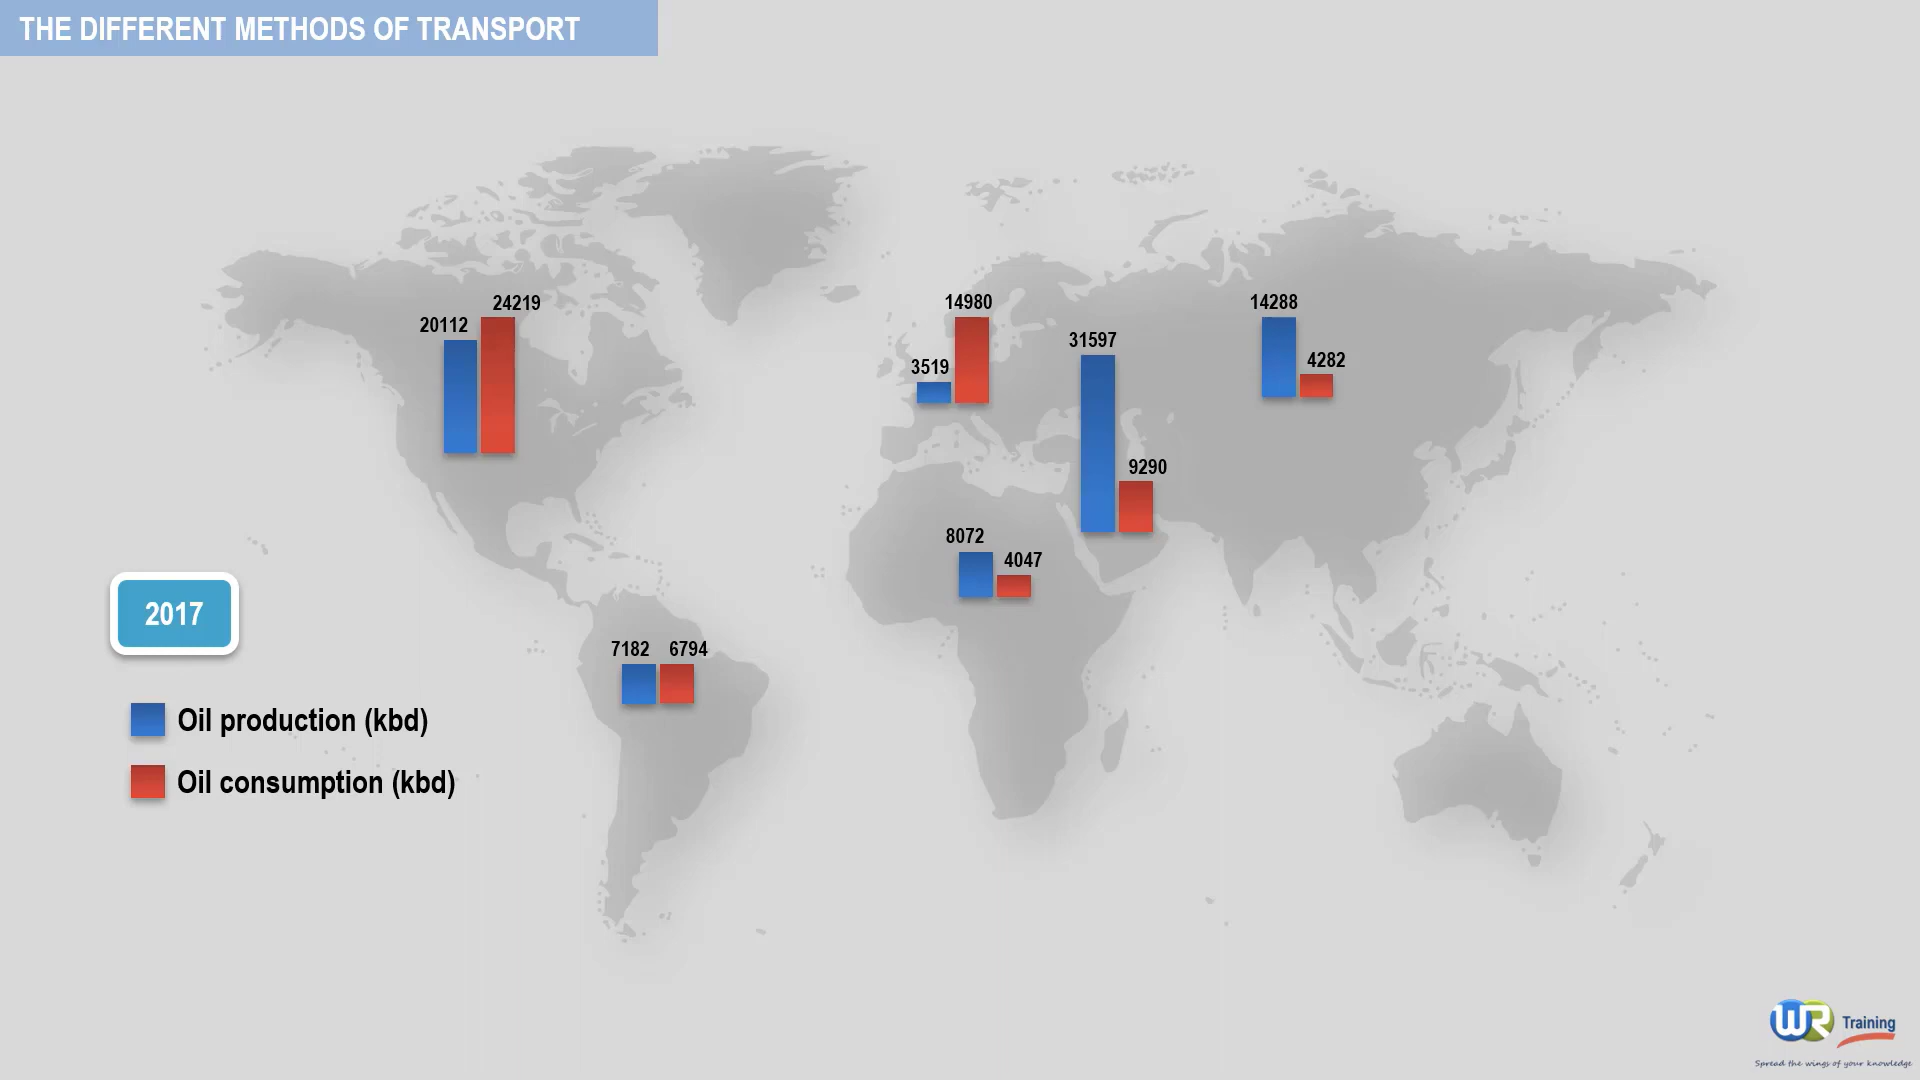 THE DIFFERENT METHODS OF TRANSPORT
24219
20112
14980
3519
31597
9290
14288
4282
8072
4047
7182 6794
2017
Oil production (kbd)
Oil consumption (kbd)
WR Training
Spread the wings of your knowledge